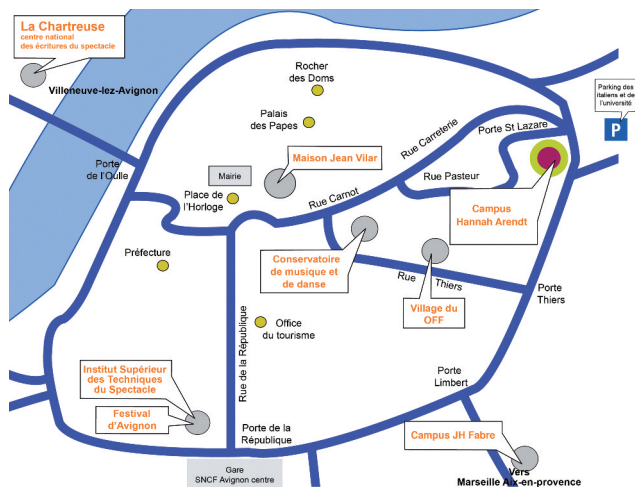 La Chartreuse
centre national
des écritures du spectacle
Villeneuve-lez-Avignon
Rocher
des Doms
Palais
des Papes
Parking des
italiens et de
l'université
P
Porte St Lazare
Rue Carreterie
Porte
de l'Oulle
Mairie
Maison Jean Vilar
Rue Pasteur
Place de
l'Horloge
Rue Carnot
Campus
Hannah Arendt
Préfecture
Conservatoire
de musique et
de danse
Rue Thiers
Village du
OFF
Porte
Thiers
Office
du tourisme
Rue de la République
Institut Supérieur
des Techniques
du Spectacle
Festival
d'Avignon
Porte
Limbert
Porte de la
République
Campus JH Fabre
Gare
SNCF Avignon centre
Vers
Marseille Aix-en-provence